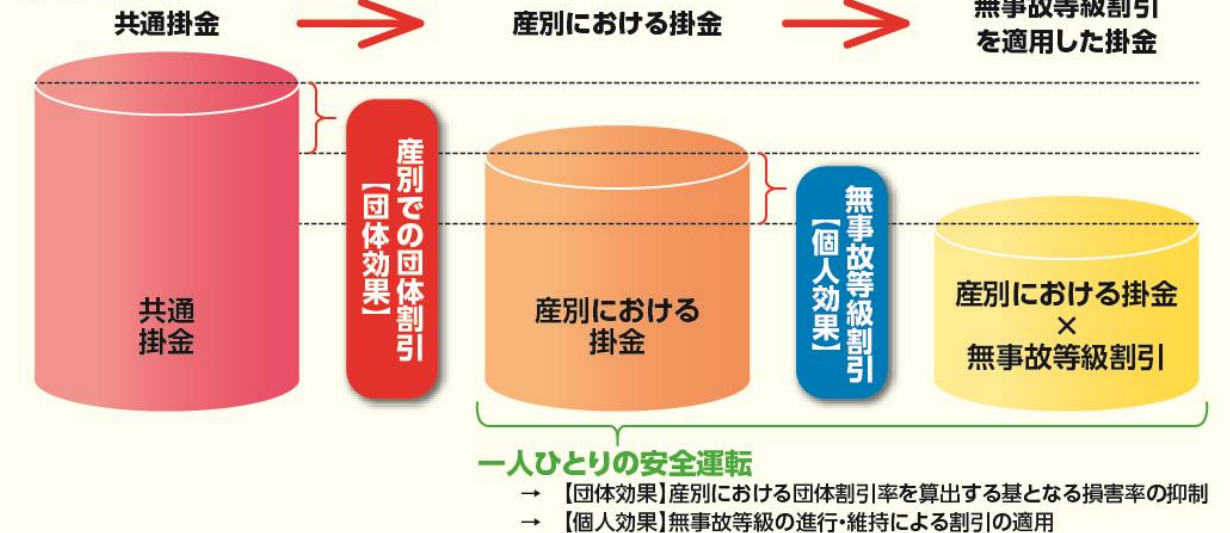 共通掛金
産別における掛金
無事故等級割引
を適用した掛金
産別での団体割引
【団体効果】
無事故等級割引
【個人効果】
共通
掛金
産別における
掛金
産別における掛金
×
無事故等級割引
一人ひとりの安全運転
→ 【団体効果】産別における団体割引率を算出する基となる損害率の抑制
→ 【個人効果】無事故等級の進行・維持による割引の適用